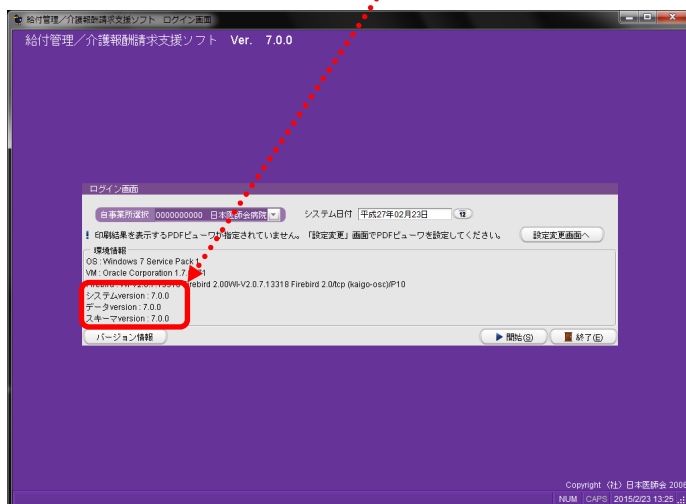 給付管理／介護報酬請求支援ソフト ログイン画面
給付管理／介護報酬請求支援ソフト Ver. 7.0.0
ログイン画面
自事業所選択 0000000000 日本医師会病院 システム日付 平成27年02月23日
! 印刷結果を表示するPDFビューワが指定されていません。「設定変更」画面でPDFビューワを設定してください。 設定変更画面へ
環境情報
OS : Windows 7 Service Pack 1
VM : Oracle Corporation 1.7.
Firebird 2.00WI-V2.0.7.13318 Firebird 2.0/tcp (kaigo-osc)/P10
システムversion : 7.0.0
データversion : 7.0.0
スキーマversion : 7.0.0
バージョン情報 開始(S) 終了(E)
Copyright (社) 日本医師会 2006
NUM CAPS 2015/2/23 13:25